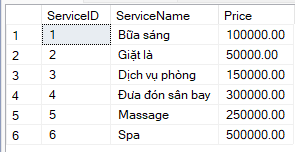 ServiceID ServiceName Price
1 1 Bữa sáng 100000.00
2 2 Giặt là 50000.00
3 3 Dịch vụ phòng 150000.00
4 4 Đưa đón sân bay 300000.00
5 5 Massage 250000.00
6 6 Spa 500000.00